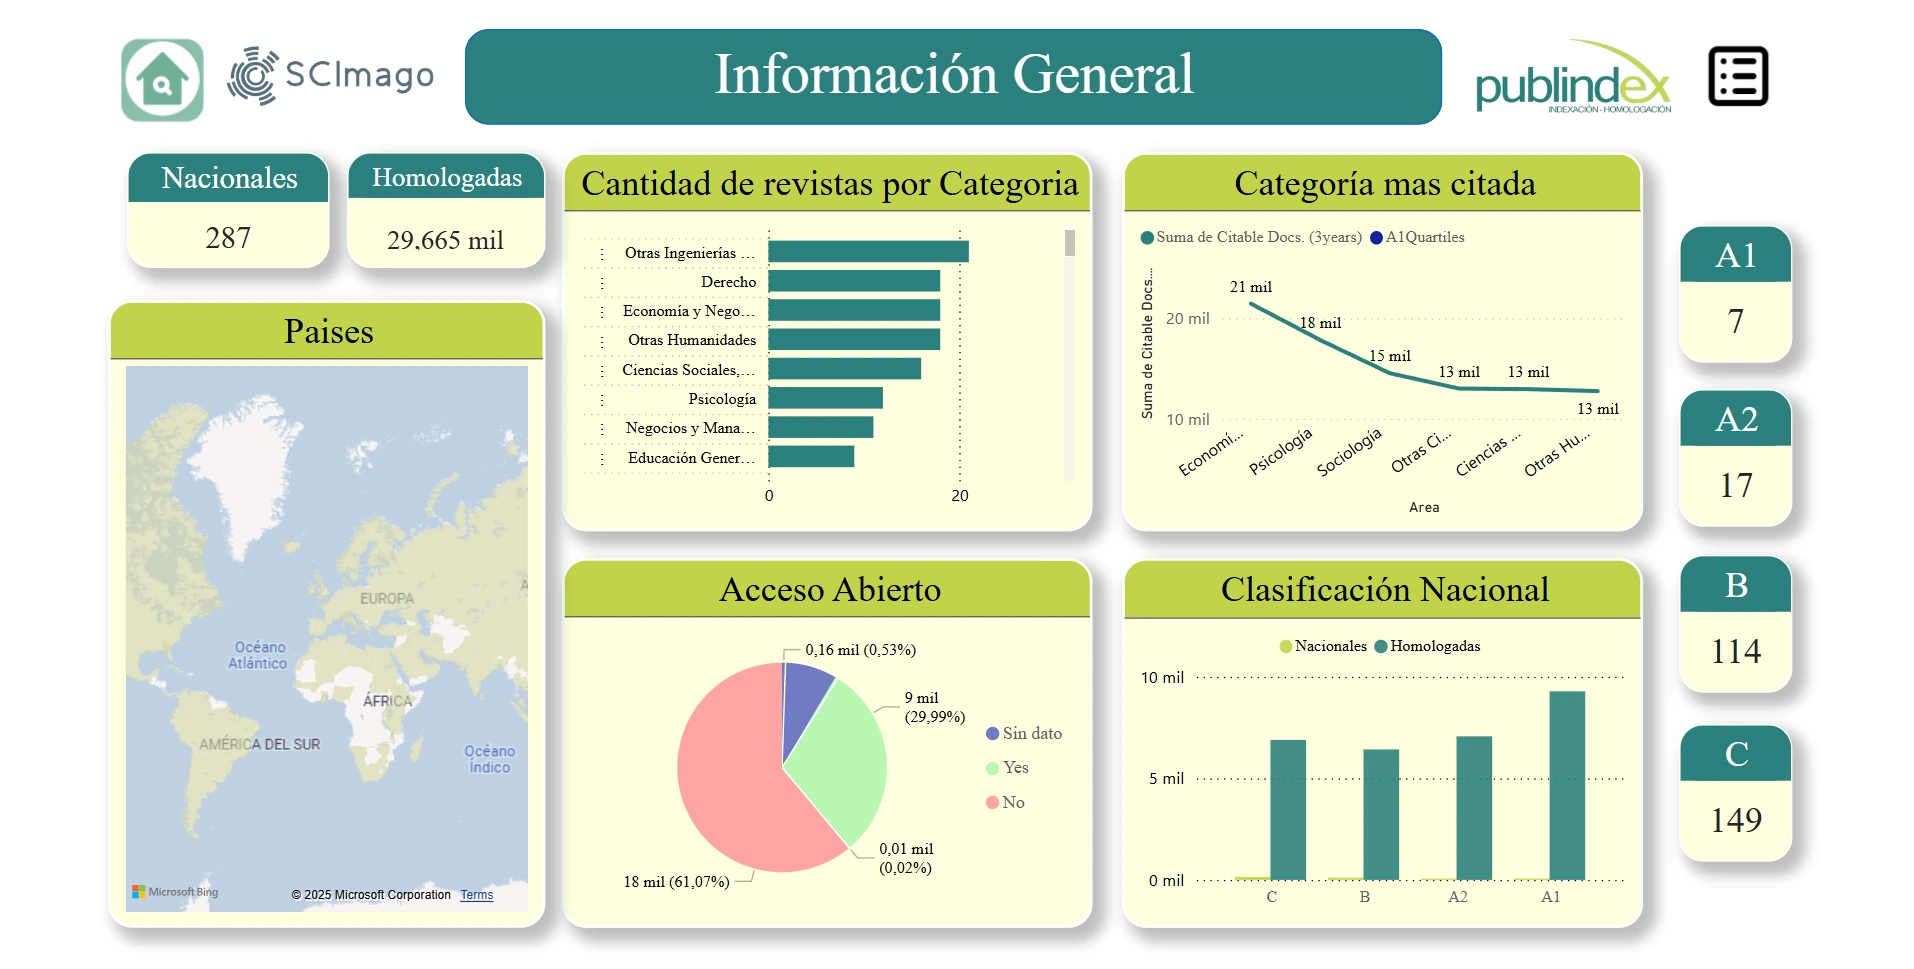 SCImago
Información General
publindex
INDEXACIÓN - HOMOLOGACIÓN
Nacionales
287
Homologadas
29,665 mil
Paises
EUROPA
Océano
Atlántico
ÁFRICA
AMÉRICA DEL SUR
Océano
Índico
A
Microsoft Bing
© 2025 Microsoft Corporation Terms
Cantidad de revistas por Categoria
Otras Ingenierías ...
Derecho
Economía y Nego...
Otras Humanidades
Ciencias Sociales,...
Psicología
Negocios y Mana...
Educación Gener...
0 20
Categoría mas citada
Suma de Citable Docs. (3years) A1Quartiles
Suma de Citable Docs....
20 mil
10 mil
21 mil
18 mil
15 mil
13 mil
13 mil
13 mil
Economí...
Psicología
Sociología
Otras Ci...
Ciencias ...
Otras Hu...
Area
Acceso Abierto
0,16 mil (0,53%)
9 mil
(29,99%)
0,01 mil
(0,02%)
18 mil (61,07%)
Sin dato
Yes
No
Clasificación Nacional
Nacionales Homologadas
10 mil
5 mil
0 mil
C B A2 A1
A1
7
A2
17
B
114
C
149